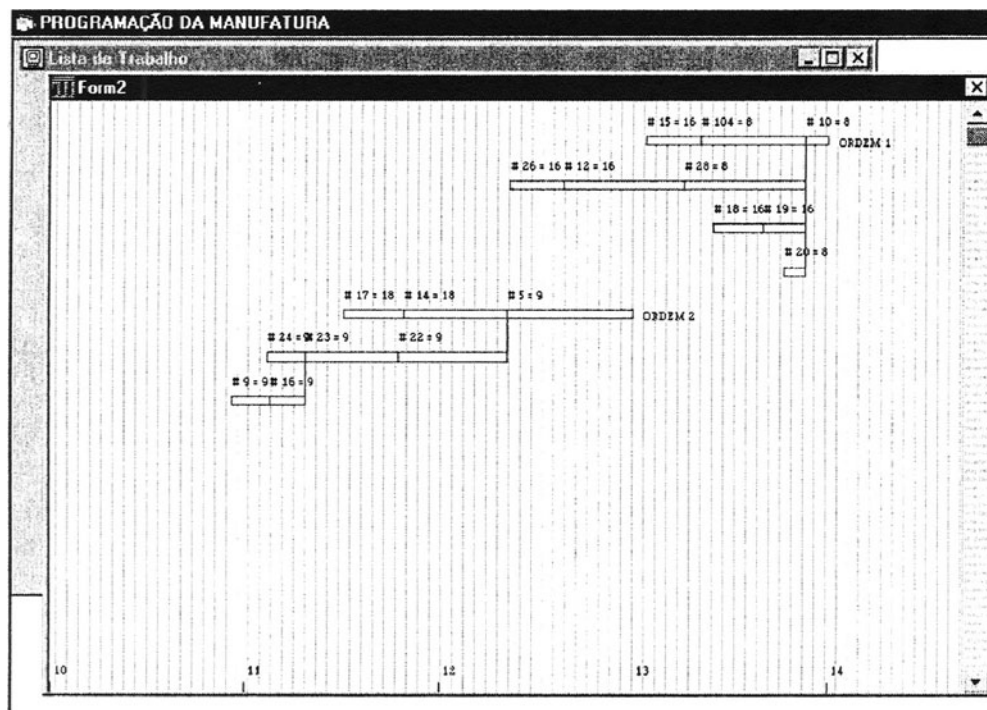 PROGRAMAÇÃO DA MANUFATURA
Lista de Trabalho
Form2
# 15 = 16 # 104 = 8 # 10 = 8
ORDEM 1
# 26 = 16 # 12 = 16 # 28 = 8
# 18 = 16 # 19 = 16
# 20 = 8
# 17 = 18 # 14 = 18 # 5 = 9
ORDEM 2
# 24 = 9 # 23 = 9 # 22 = 9
# 9 = 9 # 16 = 9
10 11 12 13 14